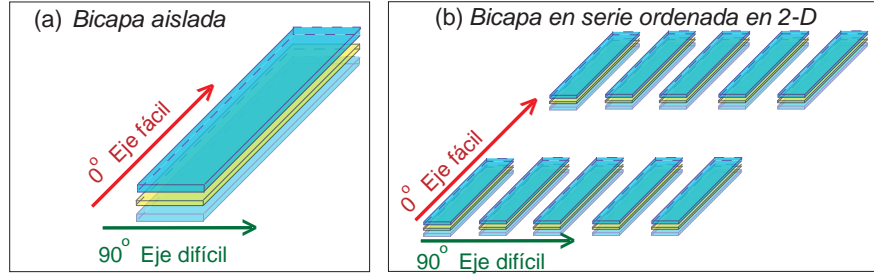 (a) Bicapa aislada
0° Eje fácil
90° Eje difícil
(b) Bicapa en serie ordenada en 2-D
0° Eje fácil
90° Eje difícil